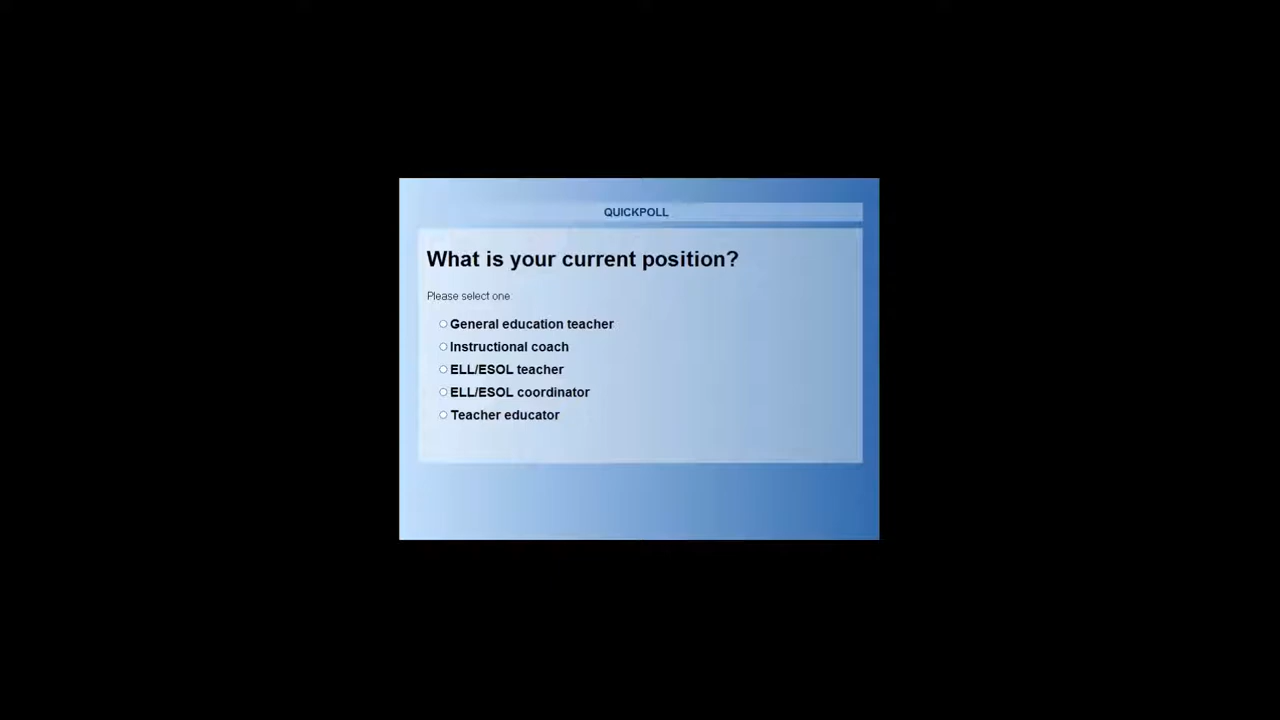 QUICKPOLL
What is your current position?
Please select one
General education teacher
Instructional coach
ELL/ESOL teacher
ELL/ESOL coordinator
Teacher educator